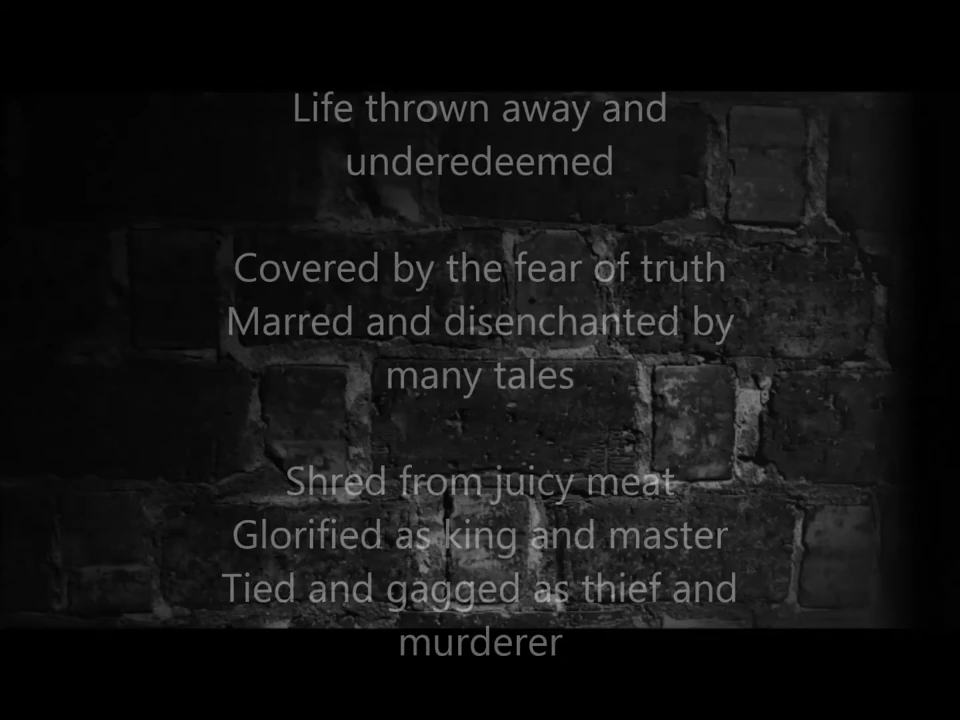 Life thrown away and
underedeemed
Covered by the fear of truth
Marred and disenchanted by
many tales
Shred from juicy meat
Glorified as king and master
Tied and gagged as thief and
murderer